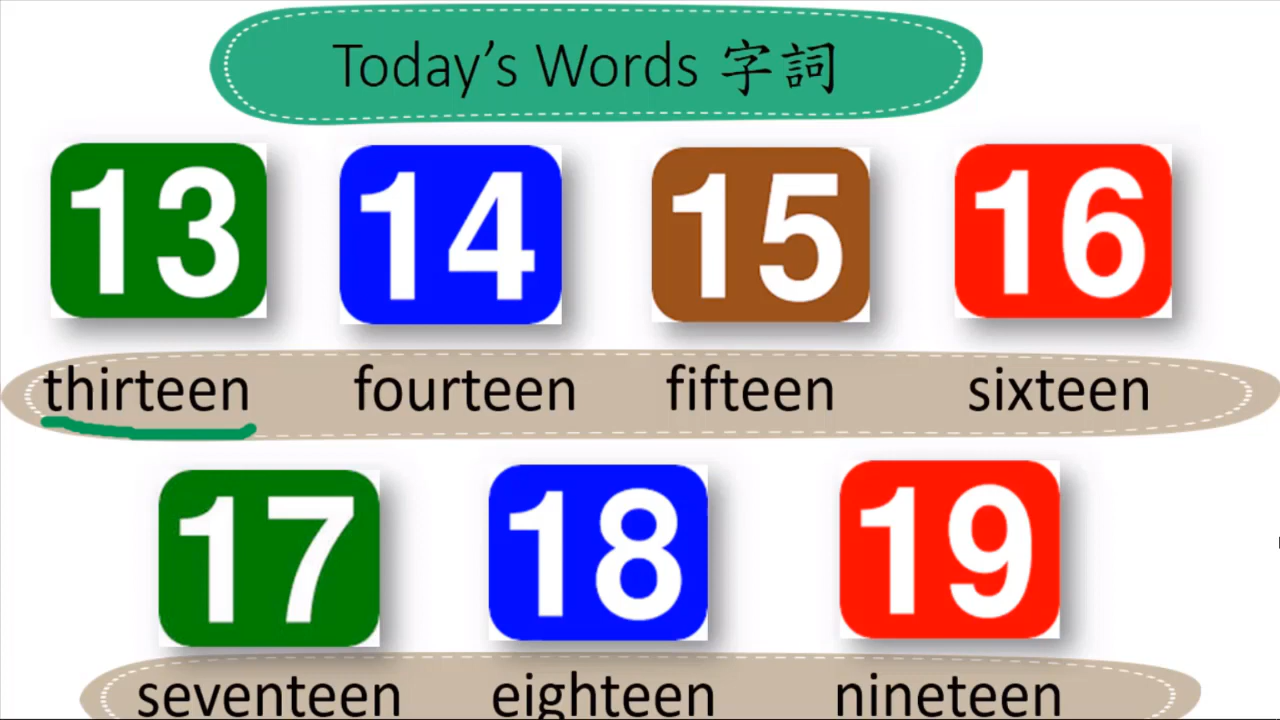 Today's Words 字詞
13 14 15 16
thirteen fourteen fifteen sixteen
17 18 19
seventeen eighteen nineteen